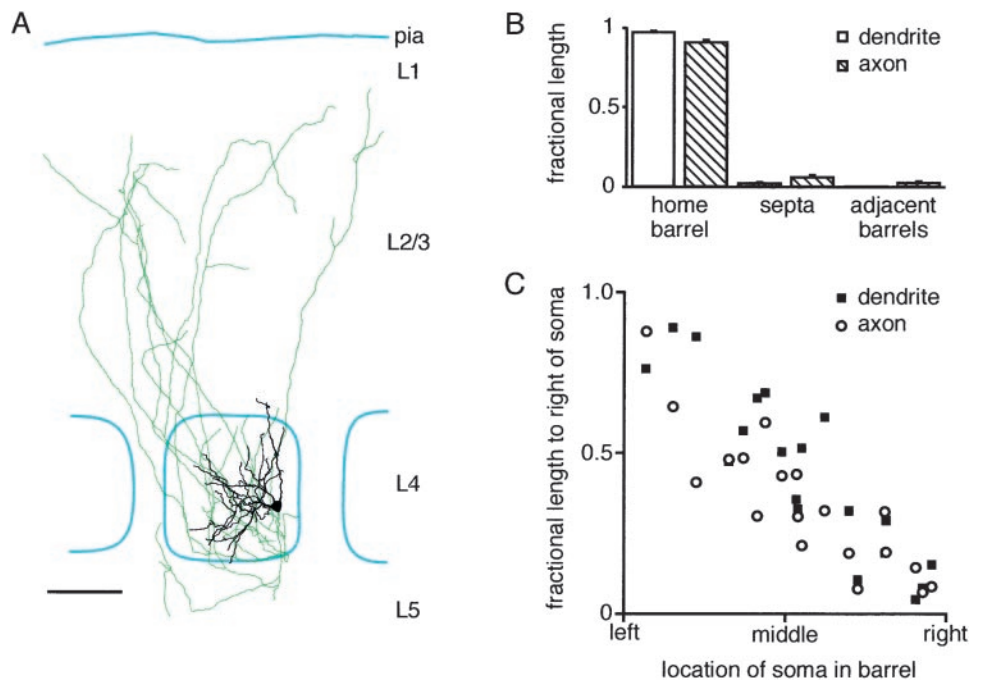 A
pia
L1
L2/3
L4
L5
B
fractional length
1
0.5
0
dendrite
axon
home
barrel
septa
adjacent
barrels
C
fractional length to right of soma
1.0
0.5
0
dendrite
axon
left
middle
right
location of soma in barrel